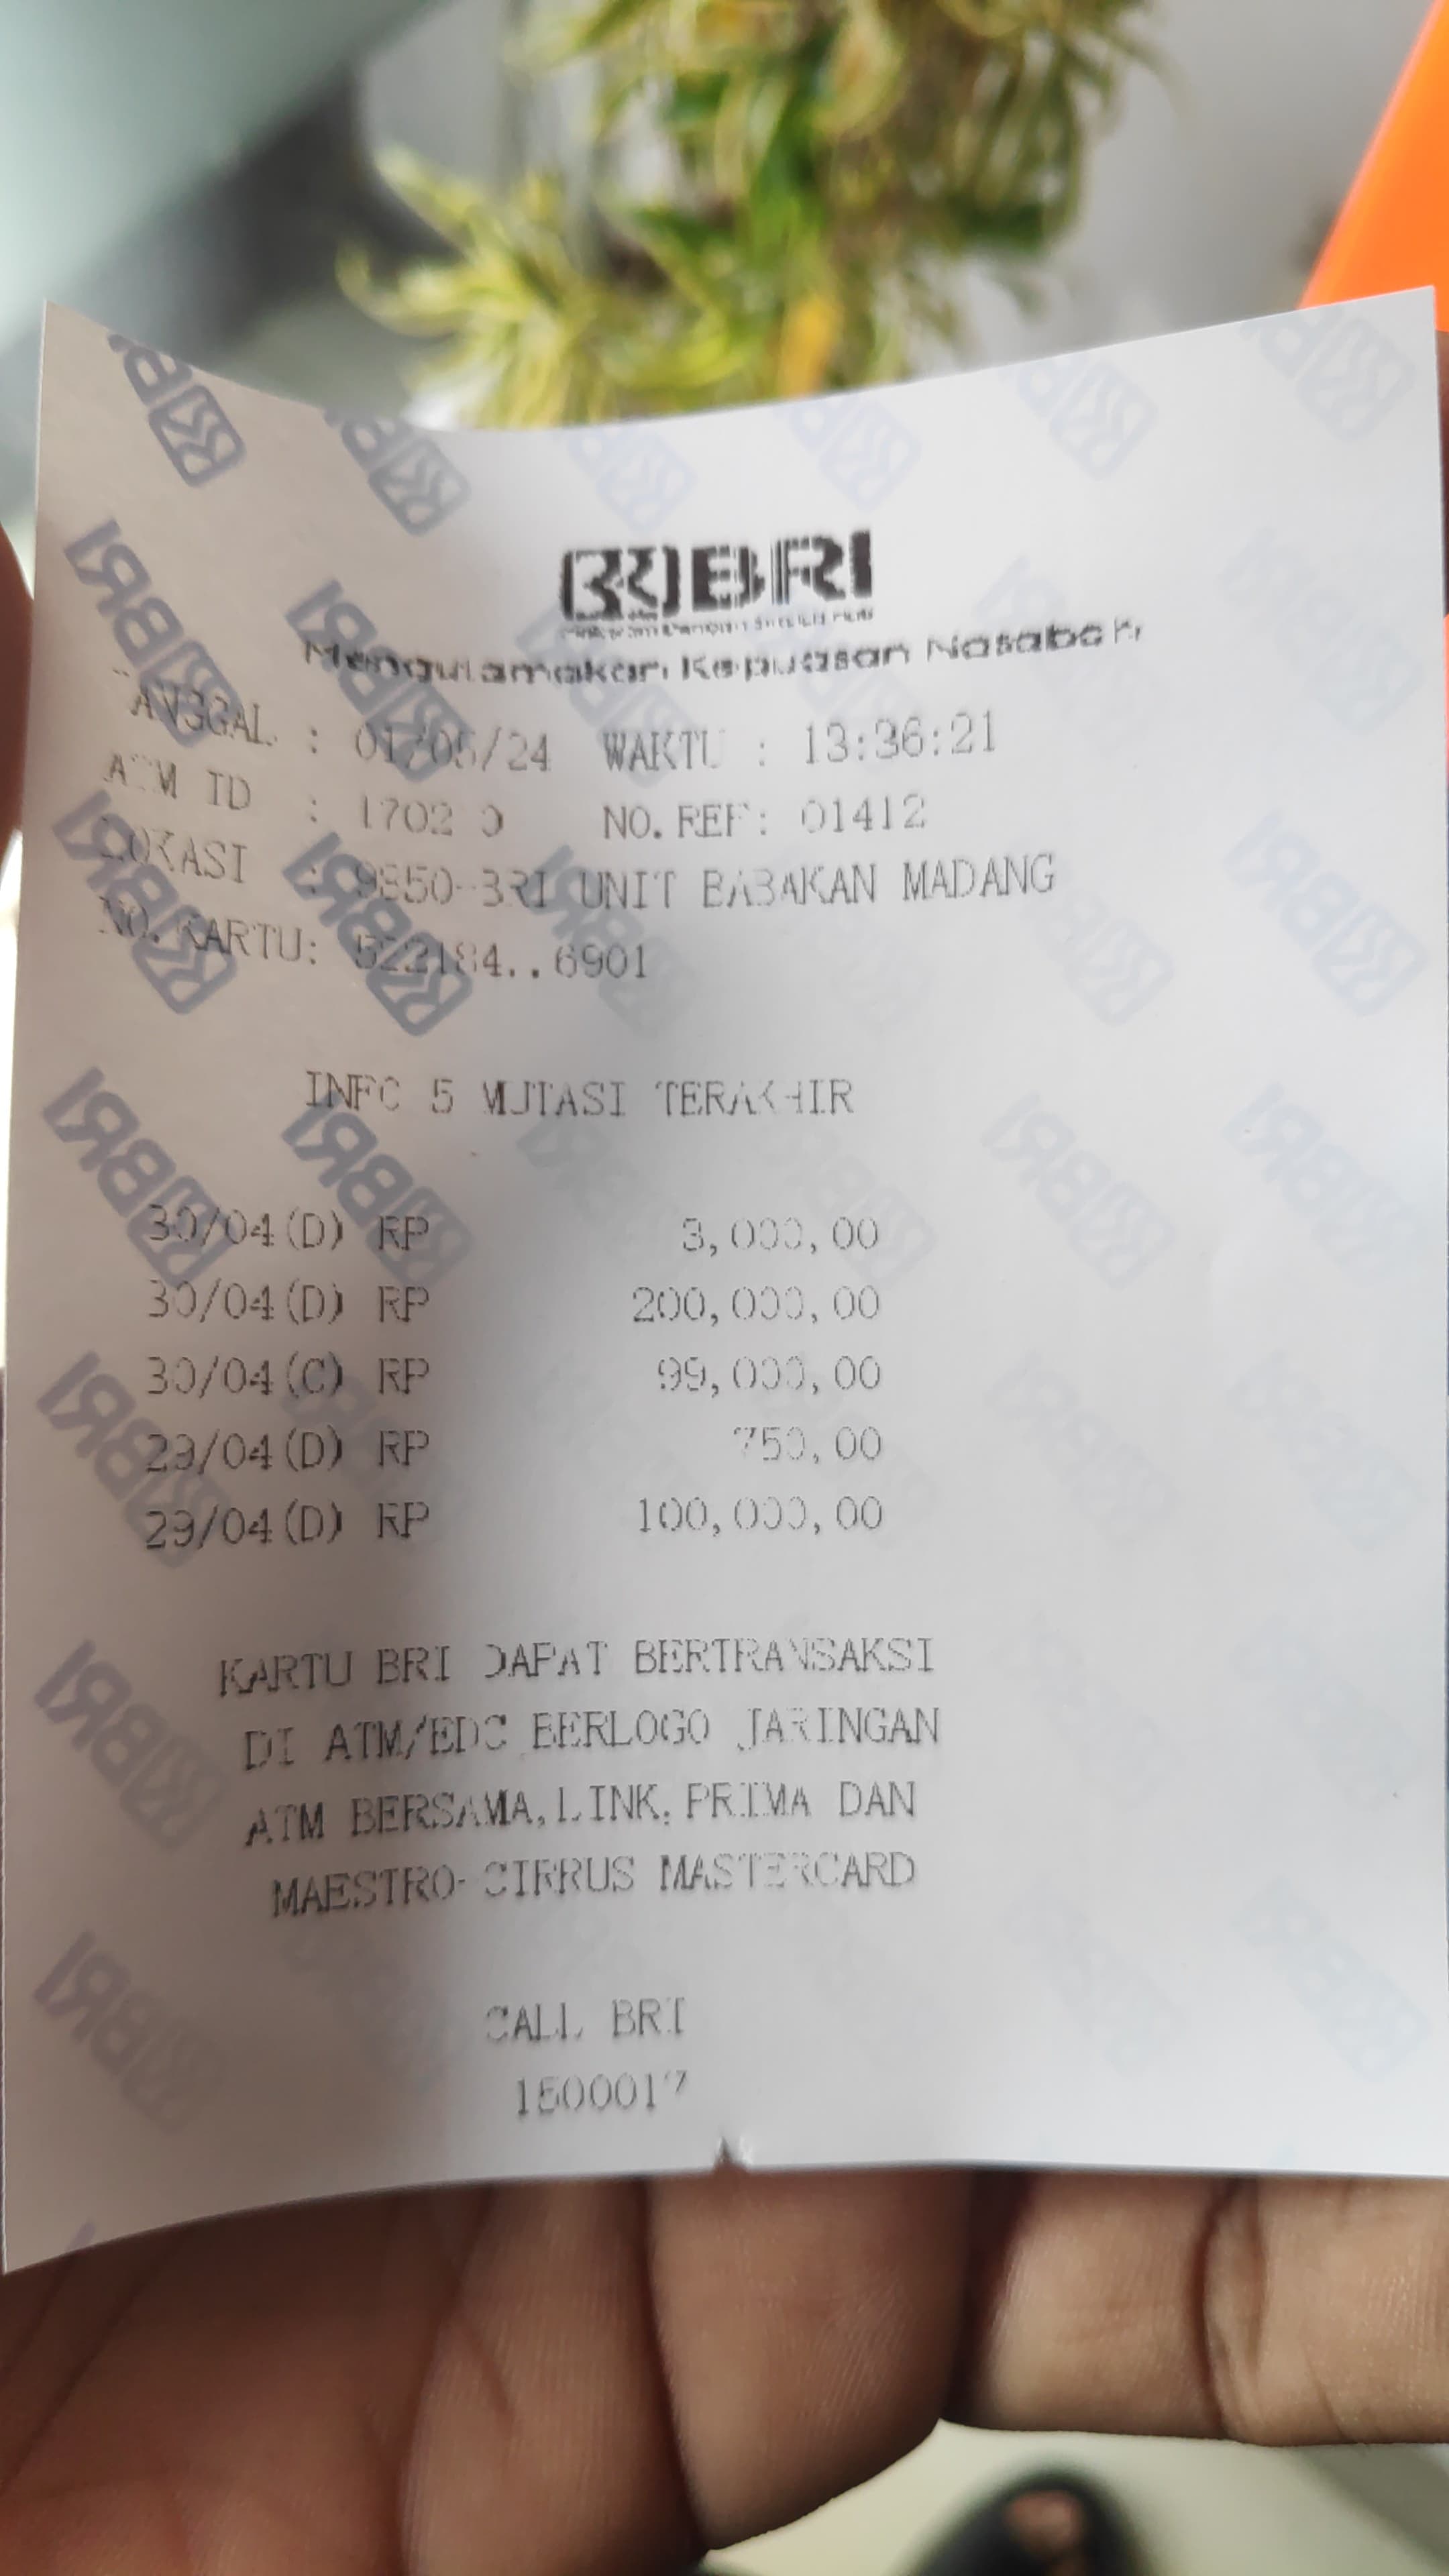 BRI
Mengutamakan Kepuasan Nasabah
TANGGAL : 01/05/24 WAKTU : 13:36:21
ATM ID : NO.REF: 01412
LOKASI : 9850-BRI UNIT BABAKAN MADANG
NO. KARTU: 522184..6901
INFO 5 MUTASI TERAKHIR
30/04(D) RP 3,000,00
30/04(D) RP 200,000,00
30/04(C) RP 99,000,00
29/04(D) RP 750,00
29/04(D) RP 100,000,00
KARTU BRI DAPAT BERTRANSAKSI
DI ATM/EDC BERLOGO JARINGAN
ATM BERSAMA,LINK,PRIMA DAN
MAESTRO-CIRRUS MASTERCARD
CALL BRI
1500017